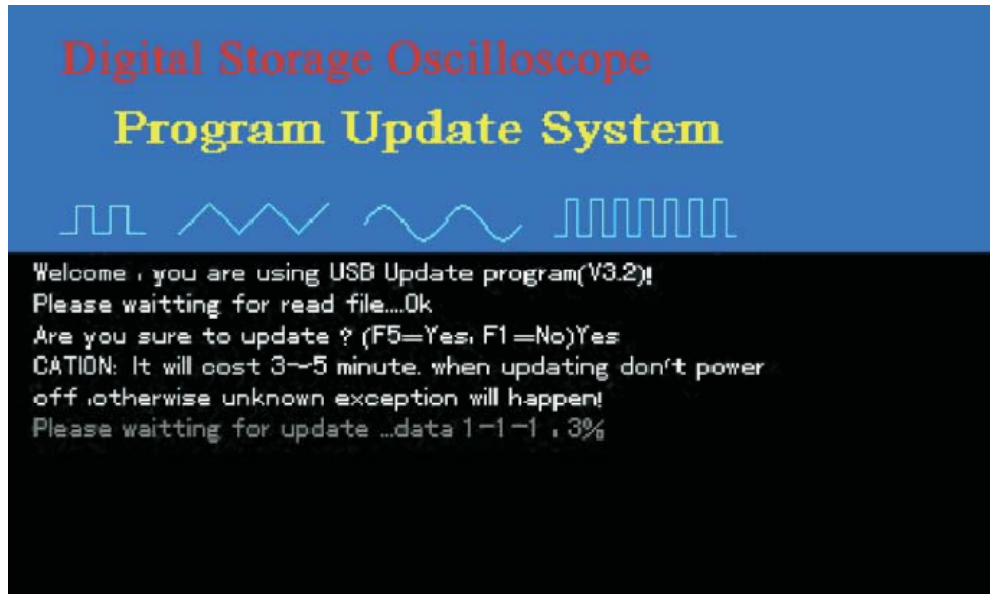 Digital Storage Oscilloscope
Program Update System
Welcome , you are using USB Update program(V3.2)!
Please waitting for read file....Ok
Are you sure to update ? (F5=Yes, F1=No)Yes
CATION: It will cost 3~5 minute. when updating don't power
off ,otherwise unknown exception will happen!
Please waitting for update ...data 1-1-1 , 3%